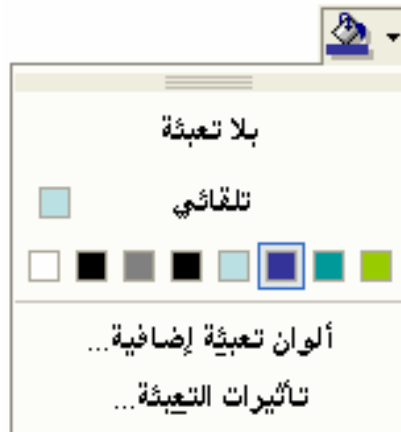 بلا تعبئة
تلقائي
ألوان تعبئة إضافية...
تأثيرات التعبئة...